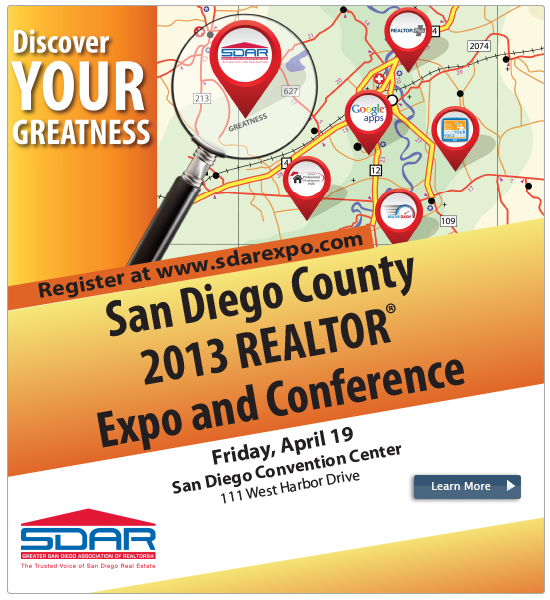 Discover
YOUR
GREATNESS
SDAR
213
627
GREATNESS
REALTOR
4
2074
Google
apps
4
12
109
Register at www.sdarexpo.com
San Diego County
2013 REALTOR®
Expo and Conference
Friday, April 19
San Diego Convention Center
111 West Harbor Drive
Learn More
SDAR
GREATER SAN DIEGO ASSOCIATION OF REALTORS®
The Trusted Voice of San Diego Real Estate